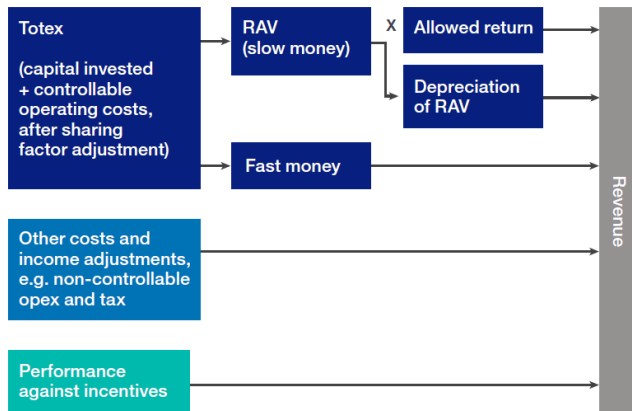 Totex
(capital invested
+ controllable
operating costs,
after sharing
factor adjustment)
RAV
(slow money)
X
Allowed return
Depreciation
of RAV
Fast money
Other costs and
income adjustments,
e.g. non-controllable
opex and tax
Performance
against incentives
Revenue